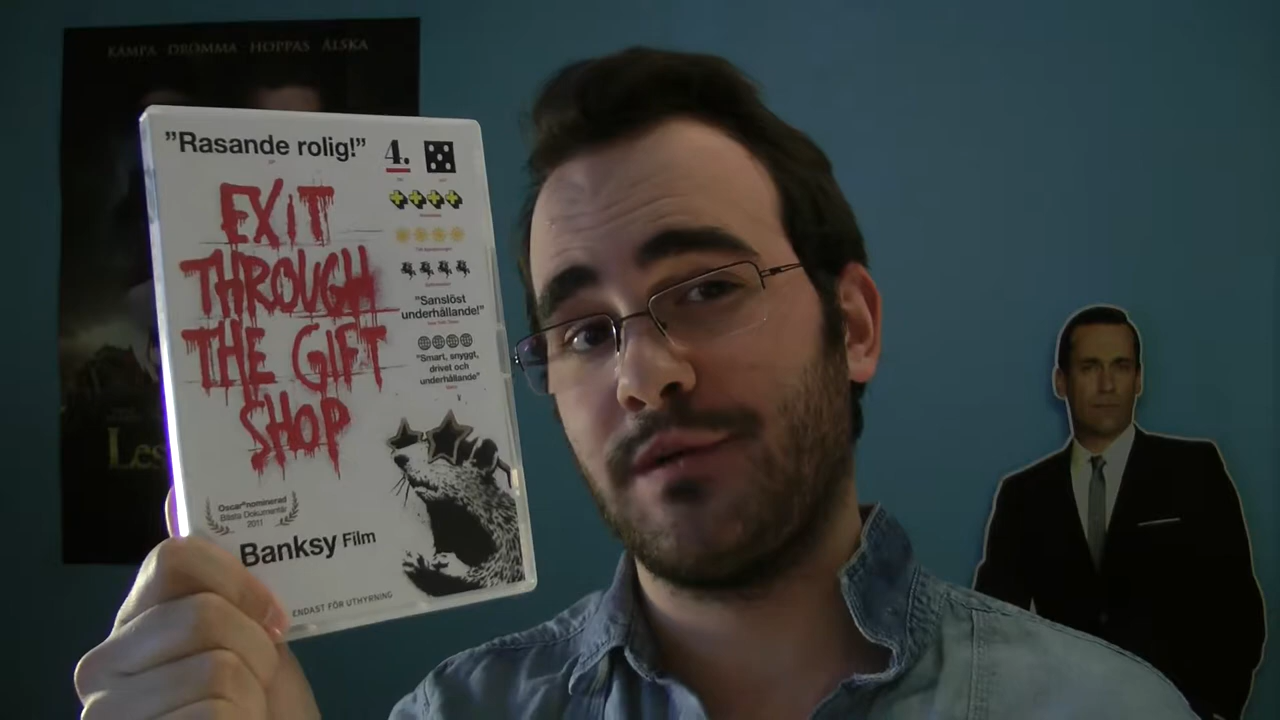 KÄMPA DRÖMMA HOPPAS ÄLSKA
"Rasande rolig!"
4.
EXIT
THROUGH
THE GIFT
SHOP
"Sanslöst
underhållande!"
"Smart, snyggt,
drivet och
underhållande"
Oscar®nominerad
Bästa Dokumentär
2011
Banksy Film
ENDAST FÖR UTHYRNING
Les